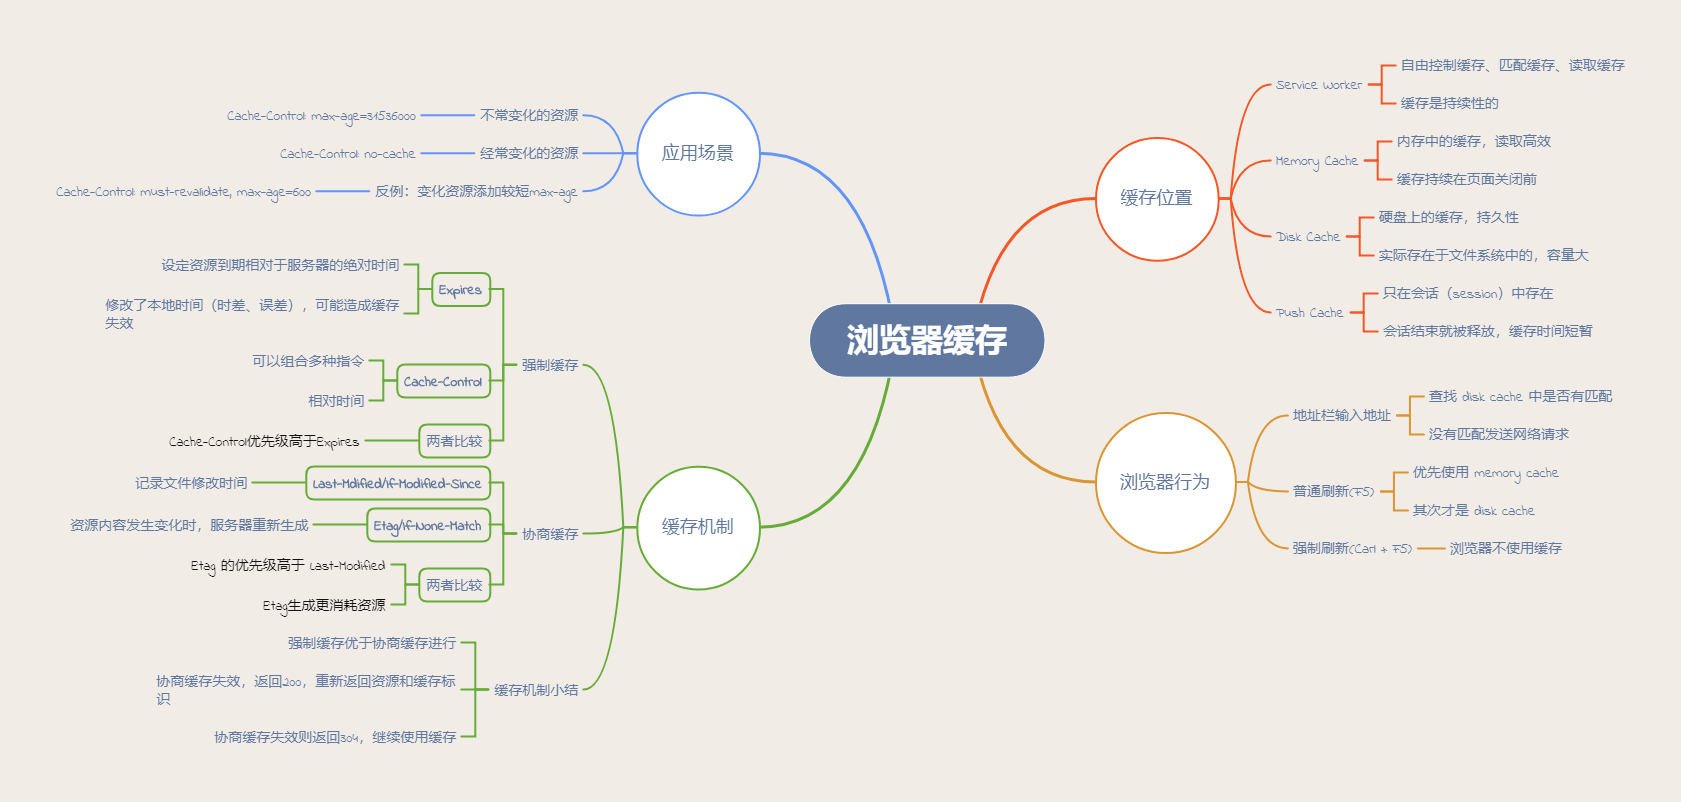 浏览器缓存
缓存位置
Service Worker
自由控制缓存、匹配缓存、读取缓存
缓存是持续性的
Memory Cache
内存中的缓存，读取高效
缓存持续在页面关闭前
Disk Cache
硬盘上的缓存，持久性
实际存在于文件系统中的，容量大
Push Cache
只在会话（session）中存在
会话结束就被释放，缓存时间短暂
浏览器行为
地址栏输入地址
查找 disk cache 中是否有匹配
没有匹配发送网络请求
普通刷新(F5)
优先使用 memory cache
其次才是 disk cache
强制刷新(Carl + F5)
浏览器不使用缓存
应用场景
不常变化的资源
Cache-Control: max-age=31536000
经常变化的资源
Cache-Control: no-cache
反例：变化资源添加较短max-age
Cache-Control: must-revalidate, max-age=600
缓存机制
强制缓存
Expires
设定资源到期相对于服务器的绝对时间
修改了本地时间（时差、误差），可能造成缓存
失效
Cache-Control
可以组合多种指令
相对时间
两者比较
Cache-Control优先级高于Expires
协商缓存
Last-Mdified/if-Modified-Since
记录文件修改时间
Etag/If-None-Match
资源内容发生变化时，服务器重新生成
两者比较
Etag 的优先级高于 Last-Modified
Etag生成更消耗资源
缓存机制小结
强制缓存优于协商缓存进行
协商缓存失效，返回200，重新返回资源和缓存标
识
协商缓存失效则返回304，继续使用缓存